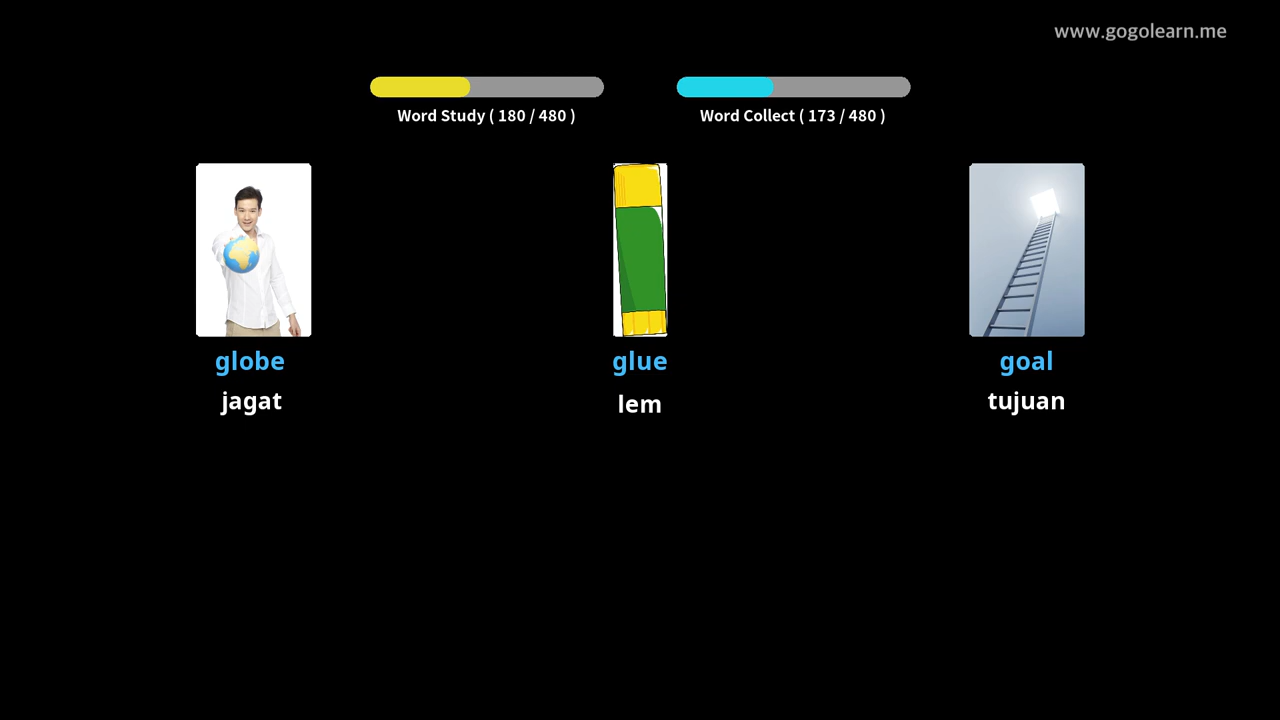 www.gogolearn.me
Word Study ( 180 / 480 )
Word Collect ( 173 / 480 )
globe
jagat
glue
lem
goal
tujuan